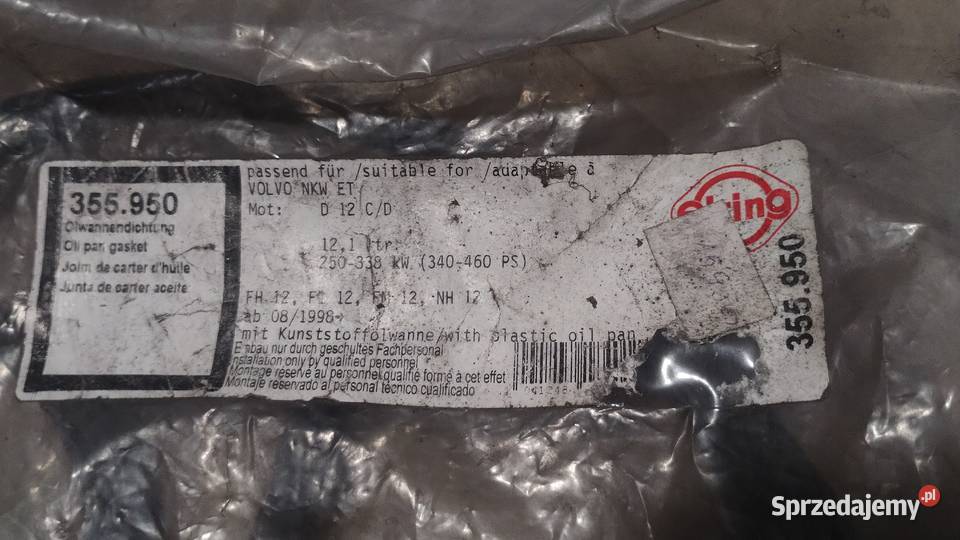 355.950
Ölwannendichtung
Oil pan gasket
Joint de carter d'huile
Junta de carter aceite
passend für /suitable for /adaptable à
VOLVO NKW ET
Mot: D 12 C/D
12,1 ltr.
250-338 kW (340-460 PS)
FH 12, FL 12, FM 12, NH 12
ab 08/1998→
mit Kunststoffölwanne/with plastic oil pan
Einbau nur durch geschultes Fachpersonal
Installation only by qualified personnel
Montage réservé au personnel qualifié formé à cet effet
Montaje reservado al personal técnico cualificado
Elring
355.950
Sprzedajemy.pl